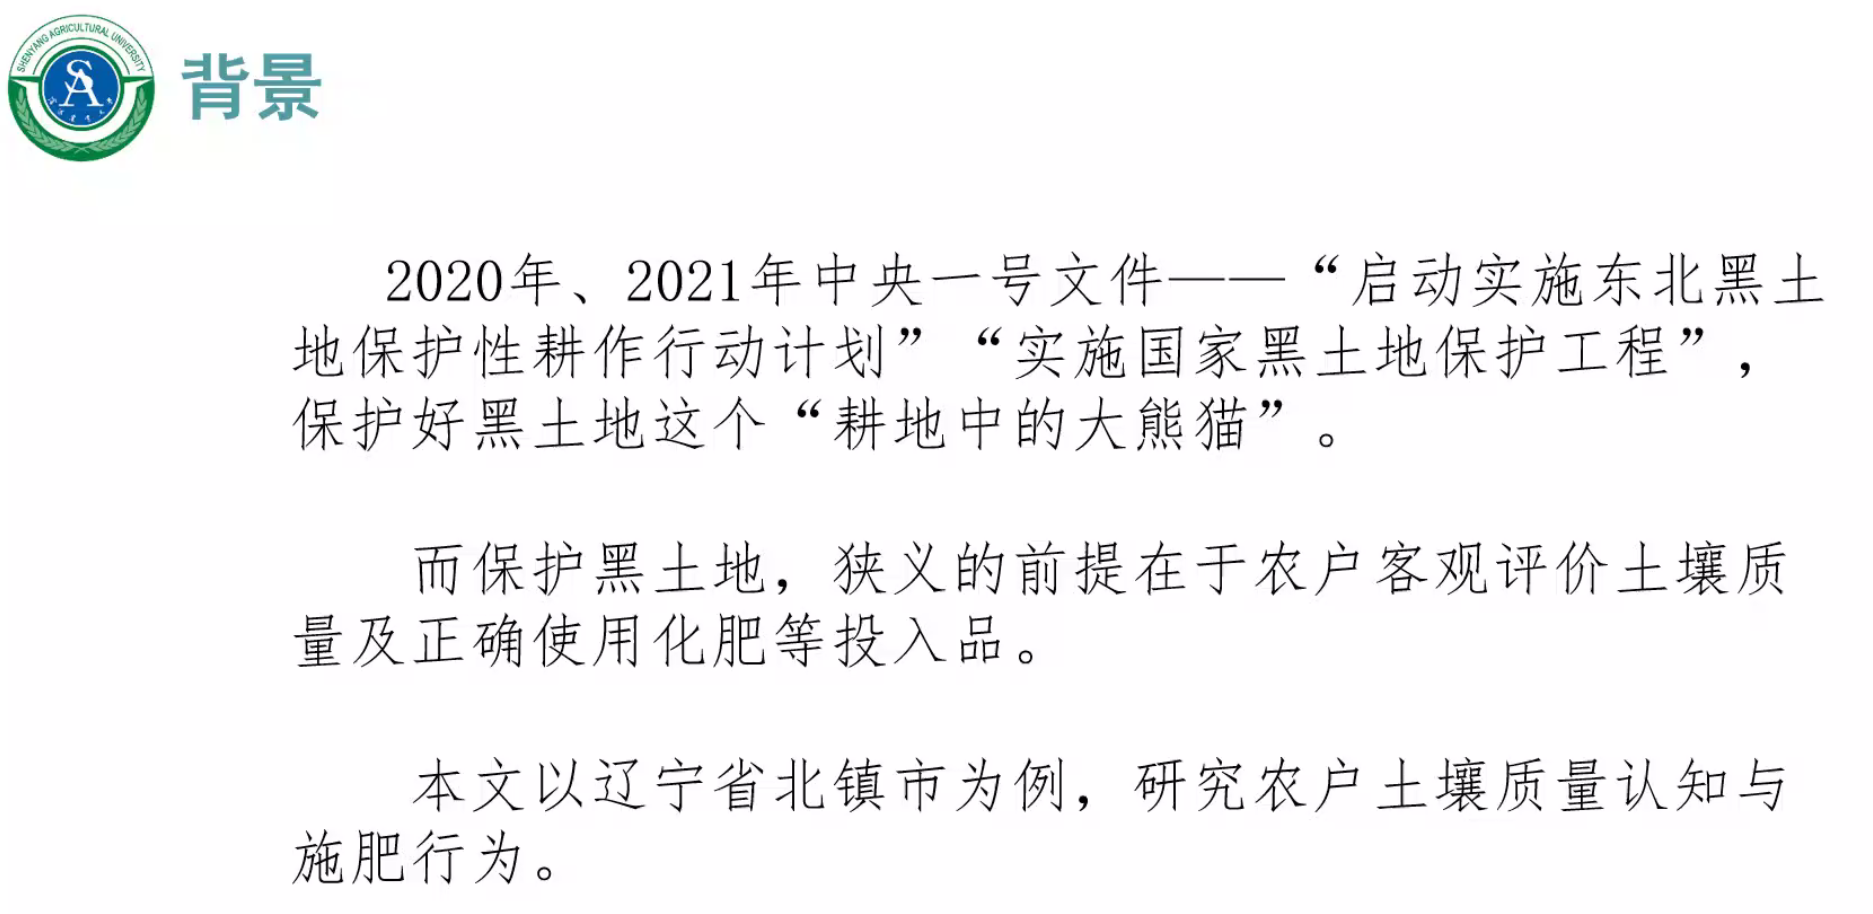 SHENYANG AGRICULTURAL UNIVERSITY
SA
背景
2020年、2021年中央一号文件——“启动实施东北黑土
地保护性耕作行动计划”“实施国家黑土地保护工程”，
保护好黑土地这个“耕地中的大熊猫”。
而保护黑土地，狭义的前提在于农户客观评价土壤质
量及正确使用化肥等投入品。
本文以辽宁省北镇市为例，研究农户土壤质量认知与
施肥行为。